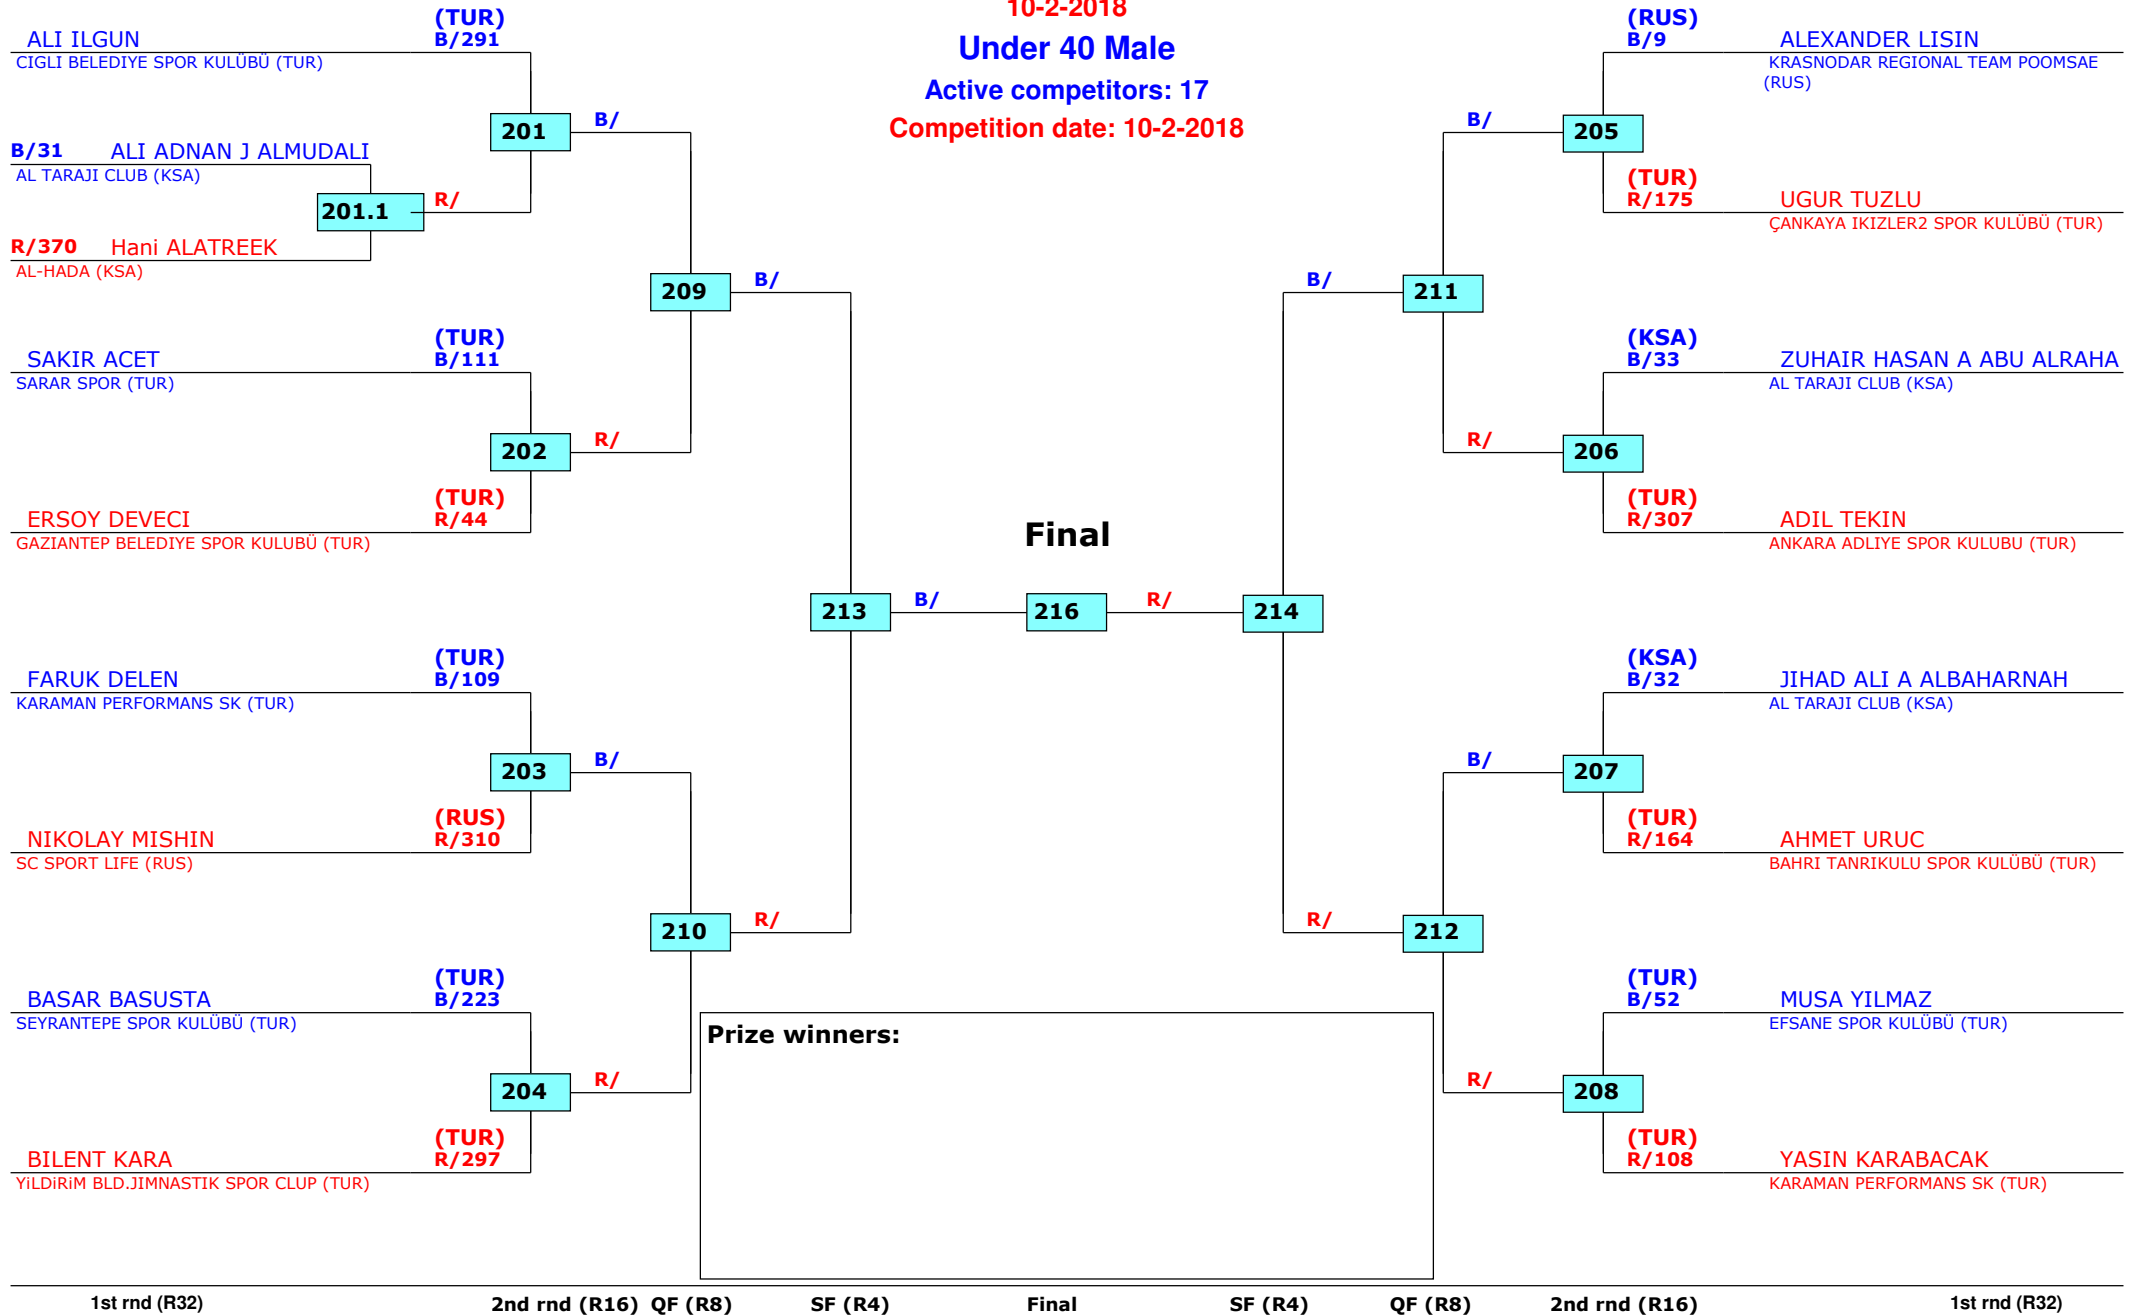 10-2-2018
Under 40 Male
Active competitors: 17
Competition date: 10-2-2018
(TUR)
ALI ILGUN B/291
CIGLI BELEDIYE SPOR KULÜBÜ (TUR)
201 B/
B/31 ALI ADNAN J ALMUDALI
AL TARAJI CLUB (KSA)
201.1 R/
R/370 Hani ALATREEK
AL-HADA (KSA)
209 B/
(TUR)
SAKIR ACET B/111
SARAR SPOR (TUR)
202 R/
(TUR)
ERSOY DEVECI R/44
GAZIANTEP BELEDIYE SPOR KULUBÜ (TUR)
213 B/
(TUR)
FARUK DELEN B/109
KARAMAN PERFORMANS SK (TUR)
203 B/
(RUS)
NIKOLAY MISHIN R/310
SC SPORT LIFE (RUS)
210 R/
(TUR)
BASAR BASUSTA B/223
SEYRANTEPE SPOR KULÜBÜ (TUR)
204 R/
(TUR)
BILENT KARA R/297
YiLDiRiM BLD.JIMNASTIK SPOR CLUP (TUR)
Final
216
R/ 214
(RUS)
B/9 ALEXANDER LISIN
KRASNODAR REGIONAL TEAM POOMSAE
(RUS)
B/ 205
(TUR)
R/175 UGUR TUZLU
ÇANKAYA IKIZLER2 SPOR KULÜBÜ (TUR)
B/ 211
(KSA)
B/33 ZUHAIR HASAN A ABU ALRAHA
AL TARAJI CLUB (KSA)
R/ 206
(TUR)
R/307 ADIL TEKIN
ANKARA ADLIYE SPOR KULUBU (TUR)
(KSA)
B/32 JIHAD ALI A ALBAHARNAH
AL TARAJI CLUB (KSA)
B/ 207
(TUR)
R/164 AHMET URUC
BAHRI TANRIKULU SPOR KULÜBÜ (TUR)
R/ 212
(TUR)
B/52 MUSA YILMAZ
EFSANE SPOR KULÜBÜ (TUR)
R/ 208
(TUR)
R/108 YASIN KARABACAK
KARAMAN PERFORMANS SK (TUR)
Prize winners:
1st rnd (R32) 2nd rnd (R16) QF (R8) SF (R4) Final SF (R4) QF (R8) 2nd rnd (R16) 1st rnd (R32)